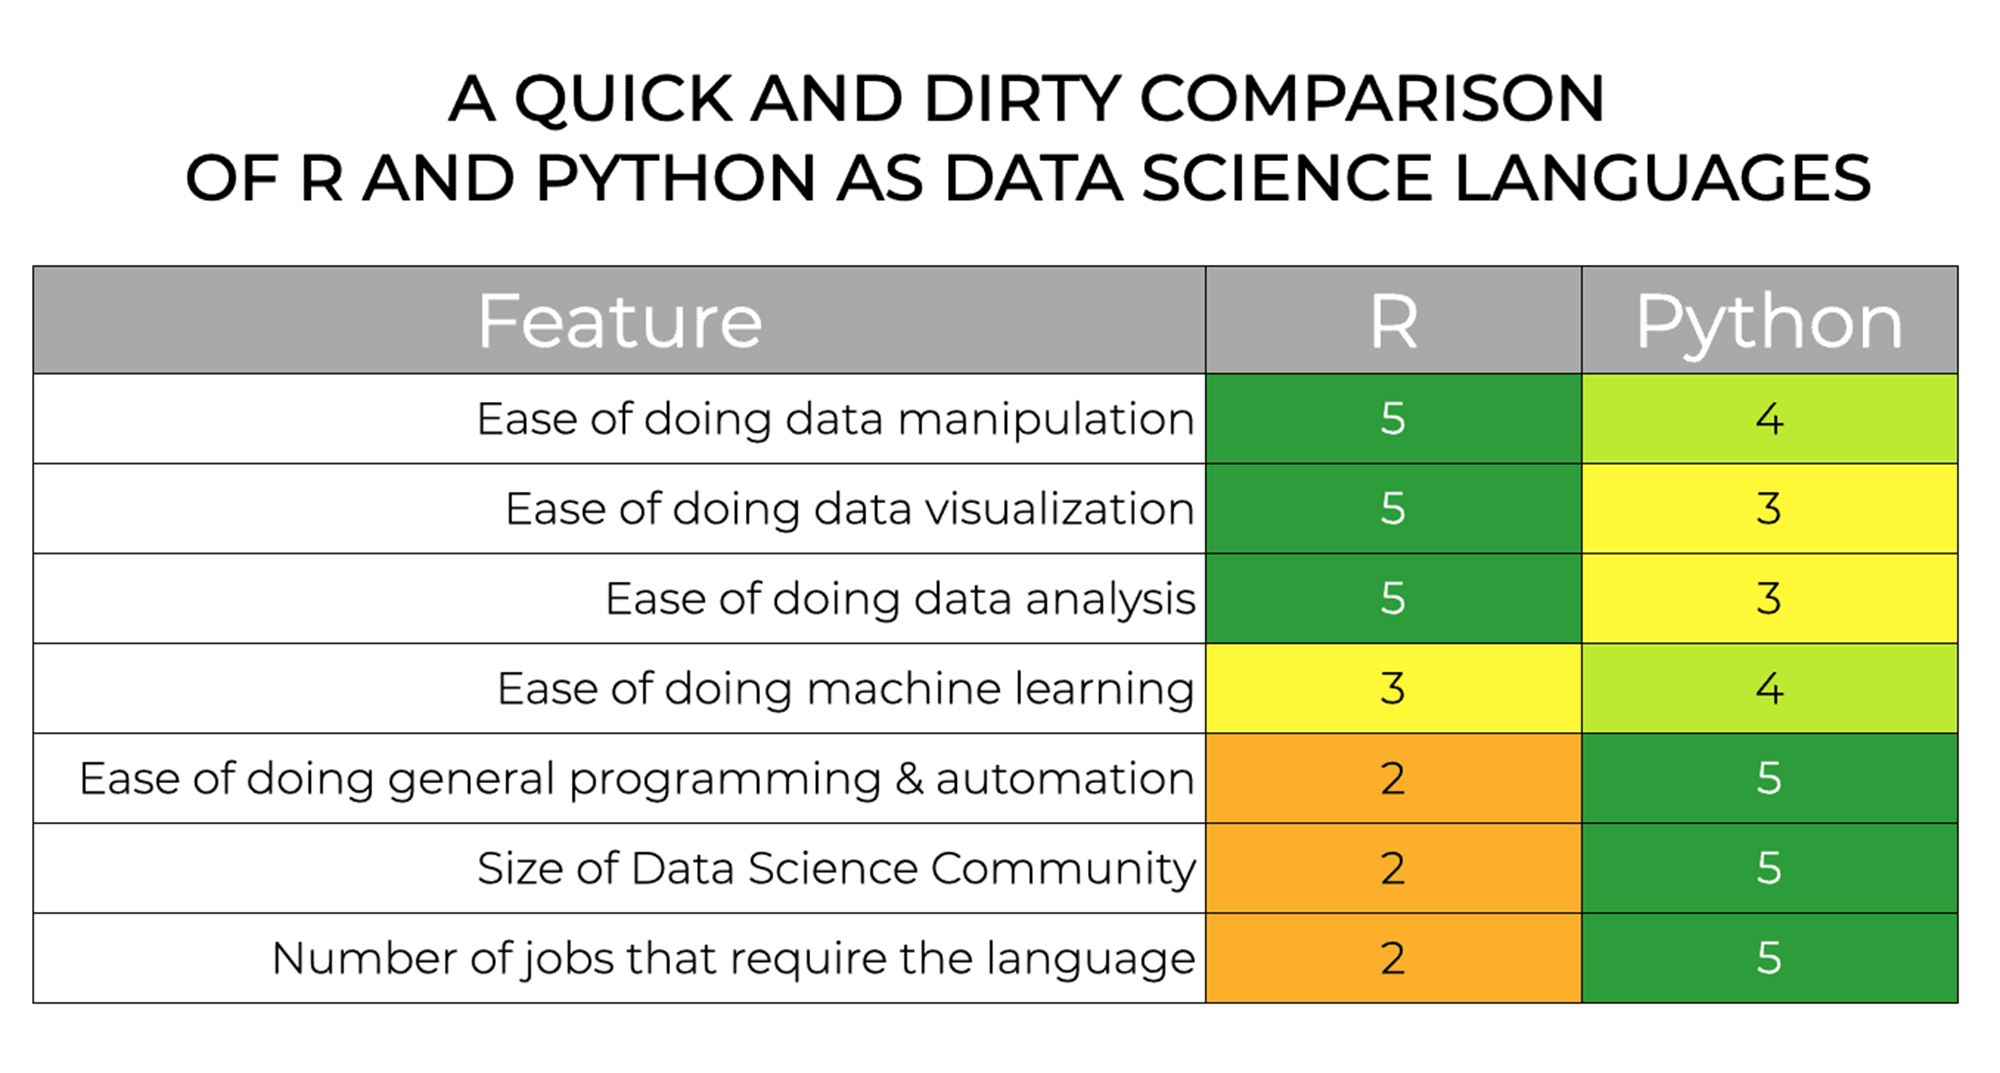 A QUICK AND DIRTY COMPARISON
OF R AND PYTHON AS DATA SCIENCE LANGUAGES
Feature R Python
Ease of doing data manipulation 5 4
Ease of doing data visualization 5 3
Ease of doing data analysis 5 3
Ease of doing machine learning 3 4
Ease of doing general programming & automation 2 5
Size of Data Science Community 2 5
Number of jobs that require the language 2 5